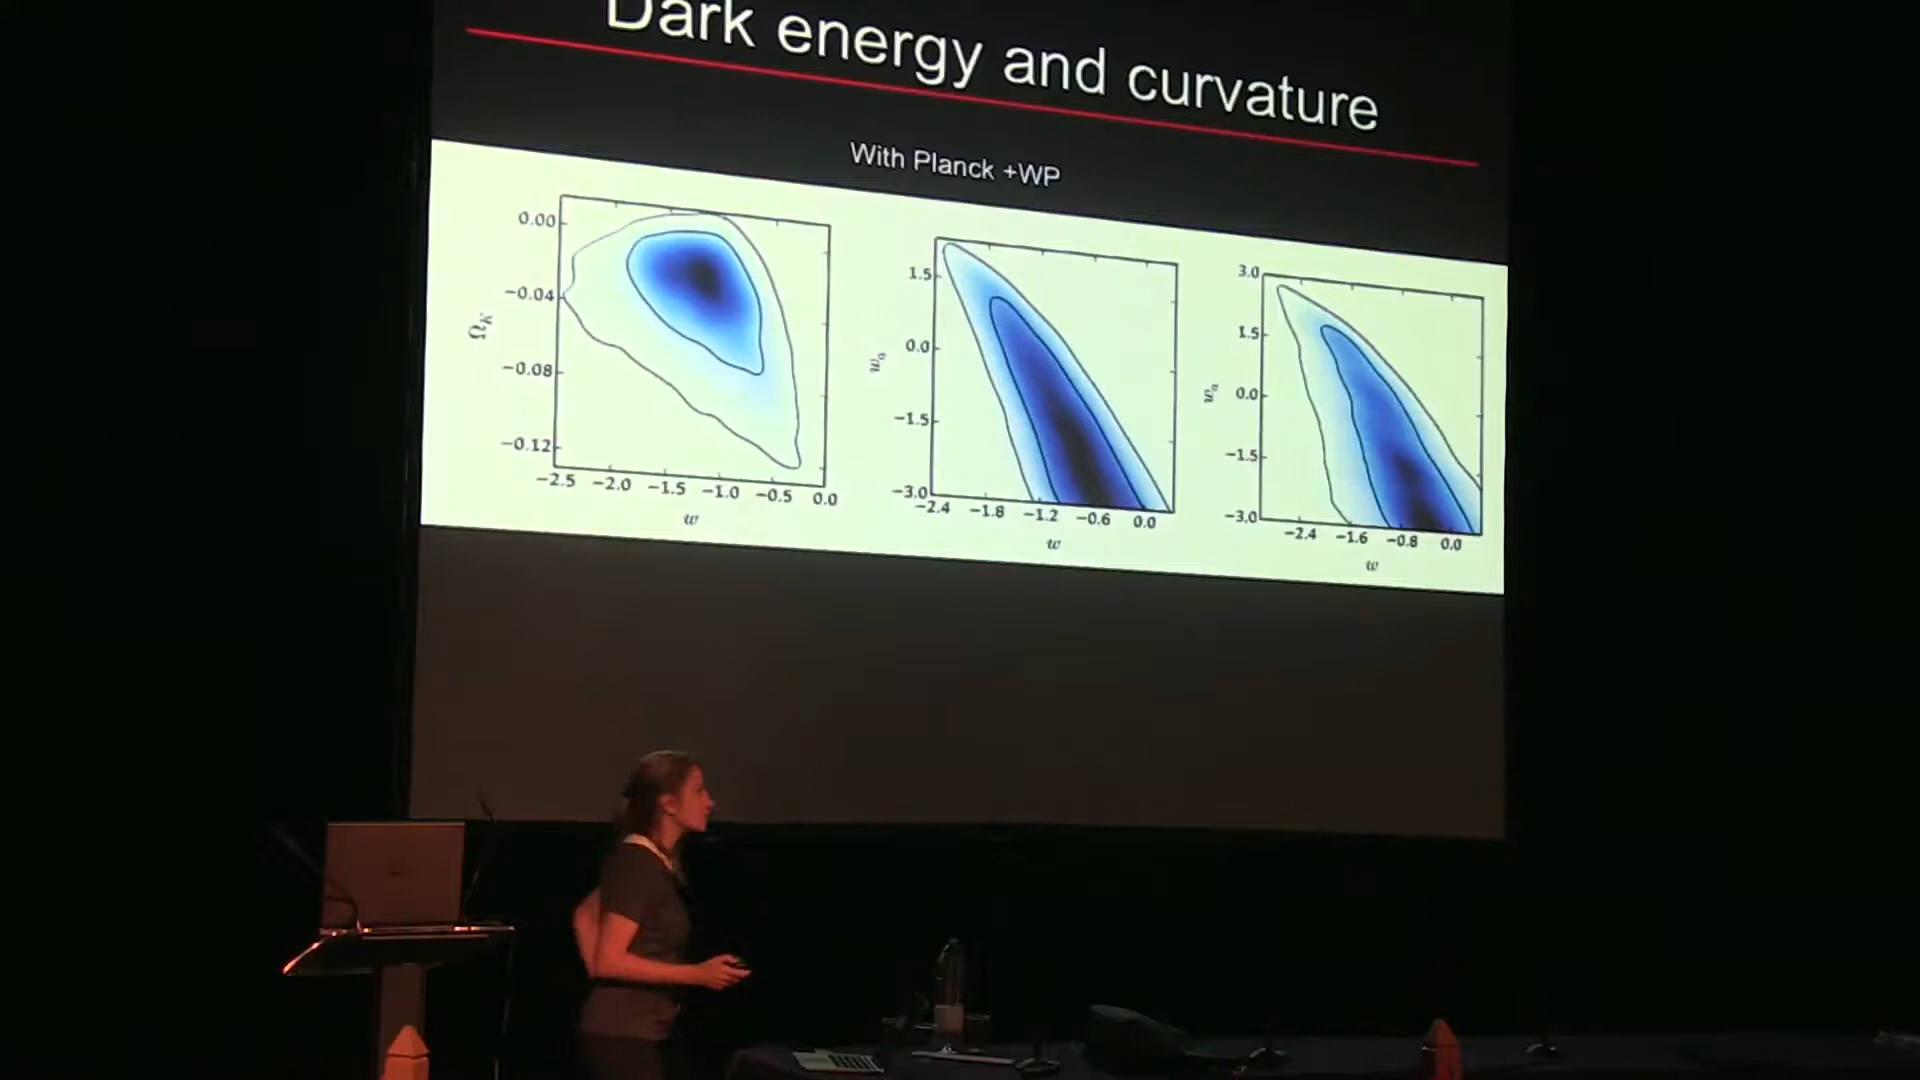 Dark energy and curvature
With Planck +WP
0.00
−0.04
−0.08
−0.12
Ω_K
−2.5 −2.0 −1.5 −1.0 −0.5 0.0
w
1.5
0.0
−1.5
−3.0
w_a
−2.4 −1.8 −1.2 −0.6 0.0
w
3.0
1.5
0.0
−1.5
−3.0
w_a
−2.4 −1.6 −0.8 0.0
w